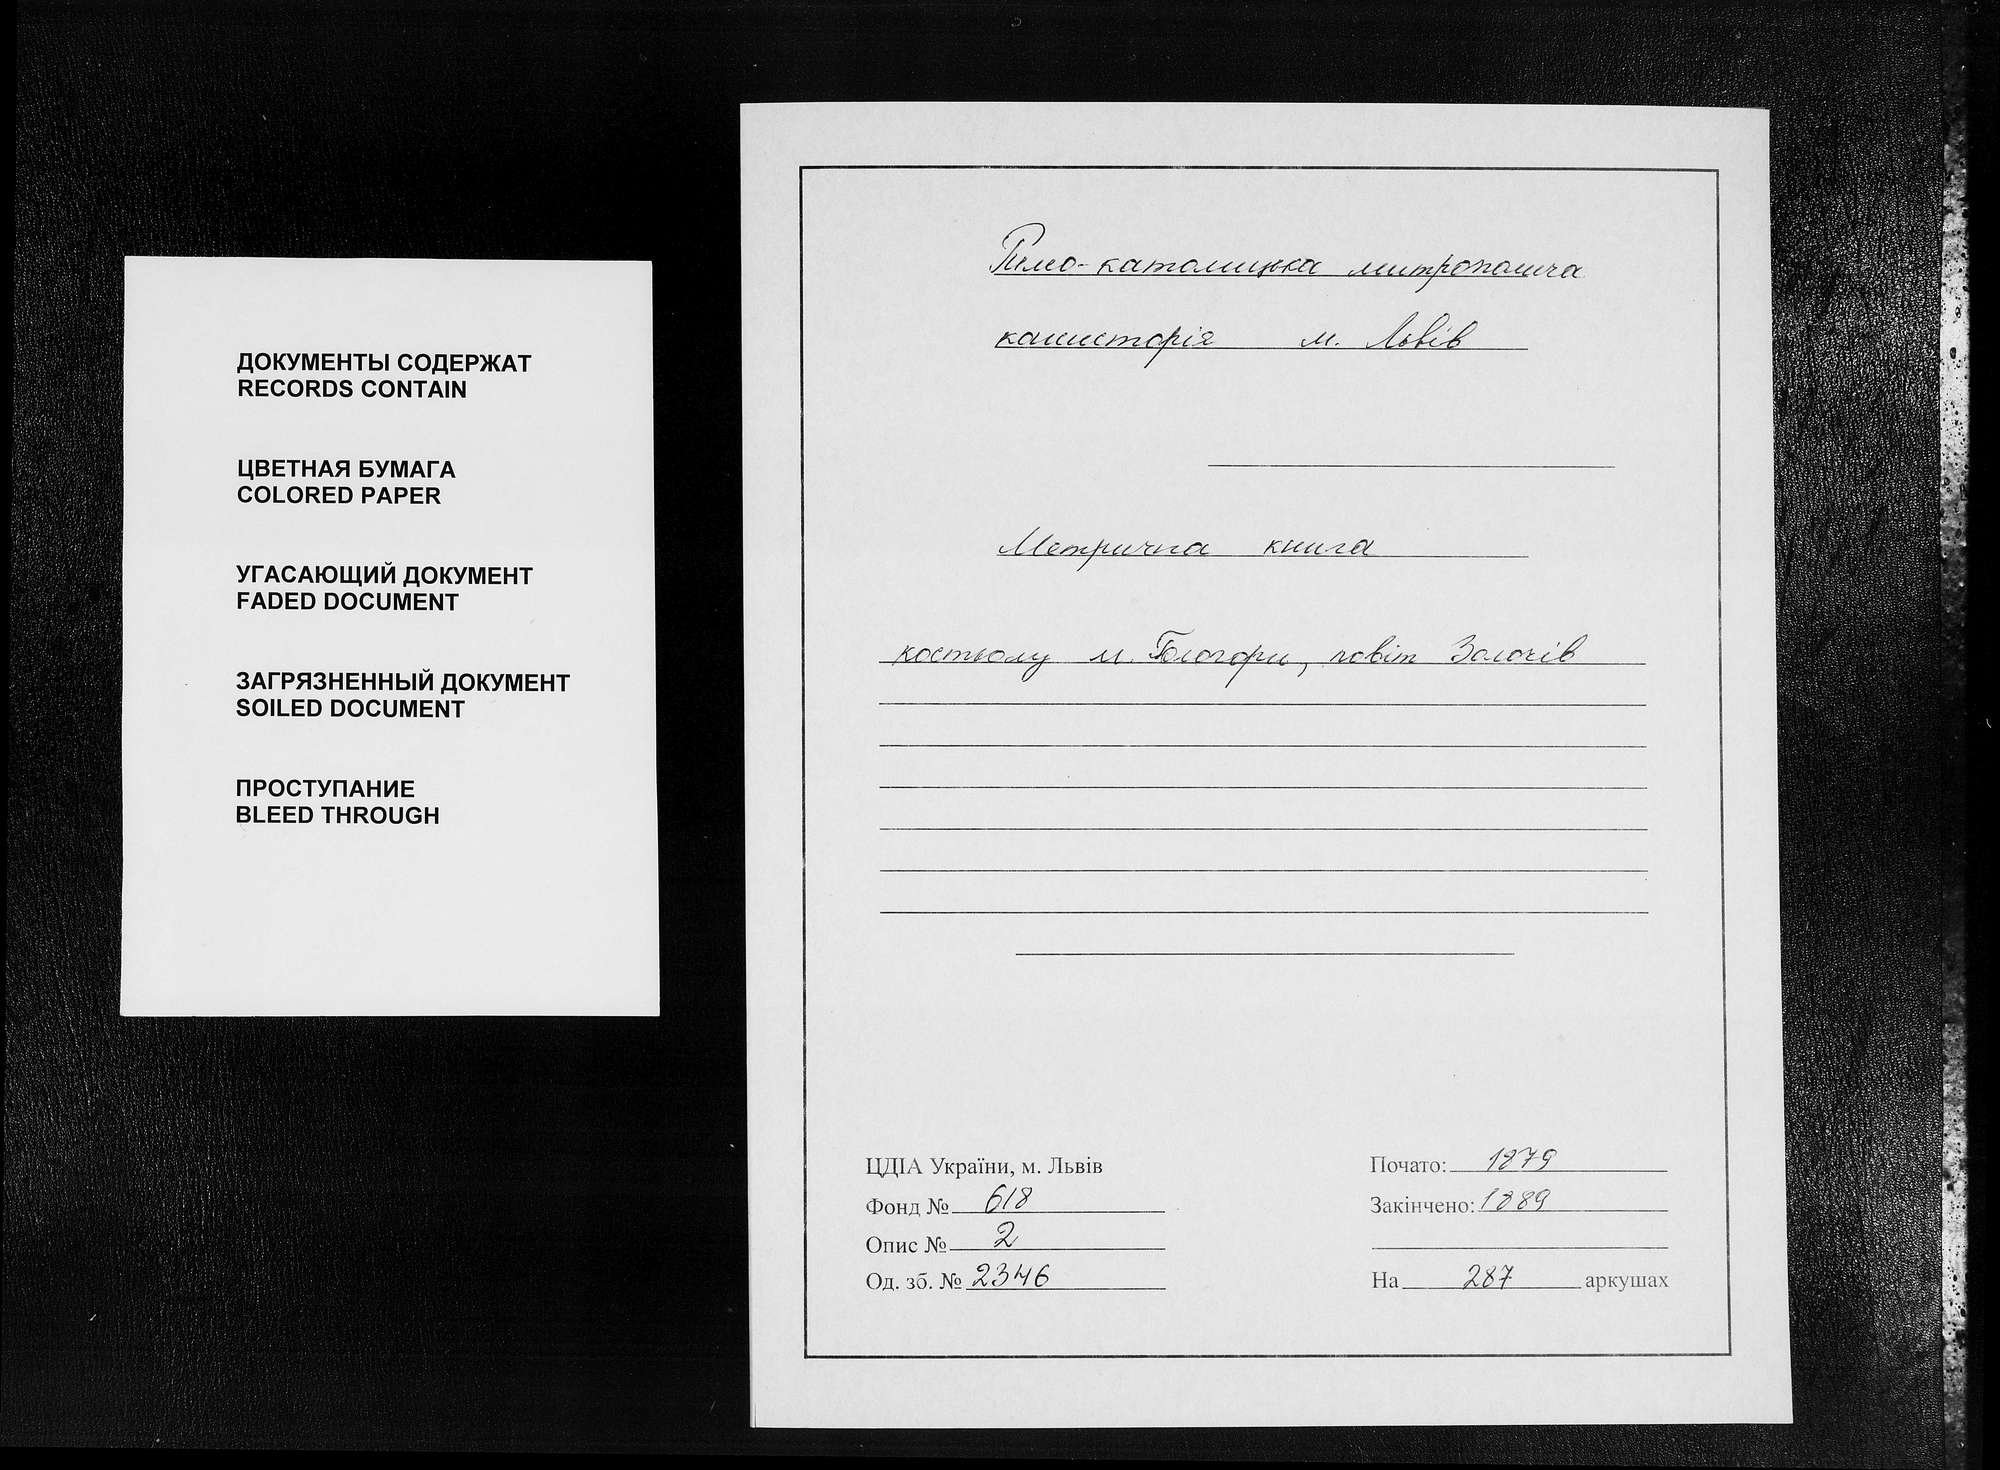 ДОКУМЕНТЫ СОДЕРЖАТ
RECORDS CONTAIN
ЦВЕТНАЯ БУМАГА
COLORED PAPER
УГАСАЮЩИЙ ДОКУМЕНТ
FADED DOCUMENT
ЗАГРЯЗНЕННЫЙ ДОКУМЕНТ
SOILED DOCUMENT
ПРОСТУПАНИЕ
BLEED THROUGH
Римо-католицька митрополича
консисторія м. Львів
Метрична книга
костьолу м. Гологори, повіт Золочів
ЦДІА України, м. Львів
Фонд № 618
Опис № 2
Од. зб. № 2346
Почато: 1879
Закінчено: 1889
На 287 аркушах